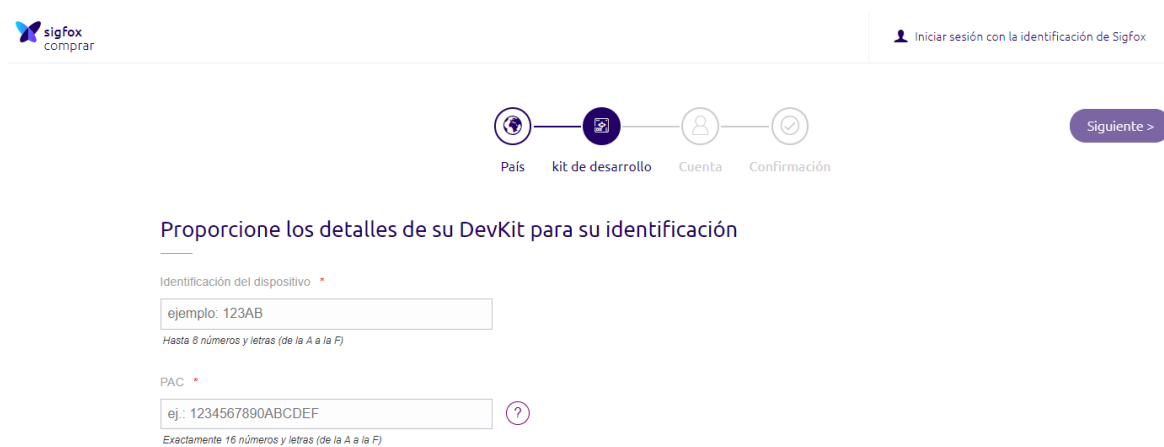 sigfox
comprar
Iniciar sesión con la identificación de Sigfox
Siguiente >
País
kit de desarrollo
Cuenta
Confirmación
Proporcione los detalles de su DevKit para su identificación
Identificación del dispositivo *
ejemplo: 123AB
Hasta 8 números y letras (de la A a la F)
PAC *
ej.: 1234567890ABCDEF
?
Exactamente 16 números y letras (de la A a la F)